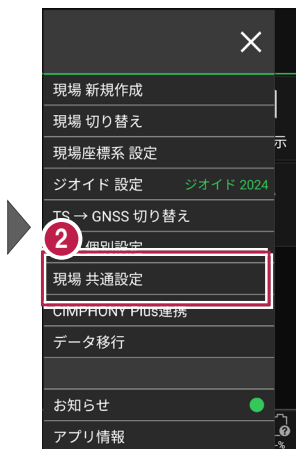 ×
現場 新規作成
現場 切り替え
示
現場座標系 設定
ジオイド 設定 ジオイド 2024
TS → GNSS 切り替え
2
個別設定
現場 共通設定
CIMPHONY Plus連携
データ移行
お知らせ
アプリ情報
-%